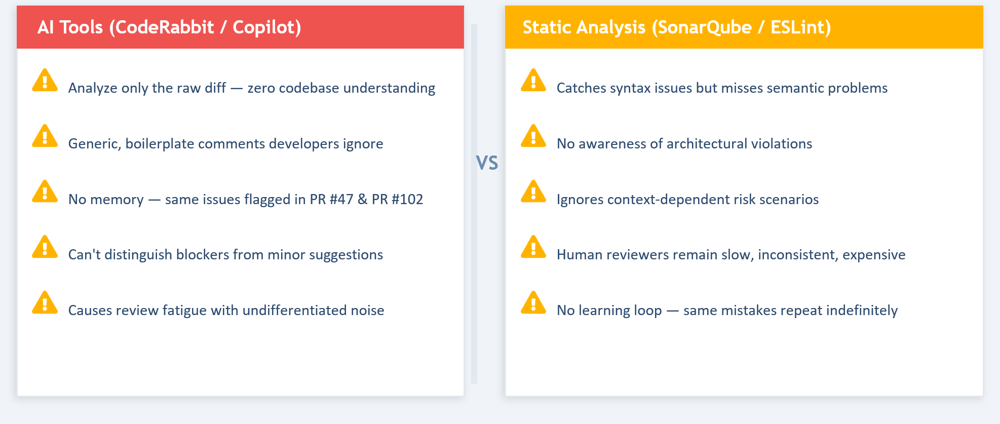 AI Tools (CodeRabbit / Copilot)
Analyze only the raw diff — zero codebase understanding
Generic, boilerplate comments developers ignore
No memory — same issues flagged in PR #47 & PR #102
Can't distinguish blockers from minor suggestions
Causes review fatigue with undifferentiated noise
VS
Static Analysis (SonarQube / ESLint)
Catches syntax issues but misses semantic problems
No awareness of architectural violations
Ignores context-dependent risk scenarios
Human reviewers remain slow, inconsistent, expensive
No learning loop — same mistakes repeat indefinitely